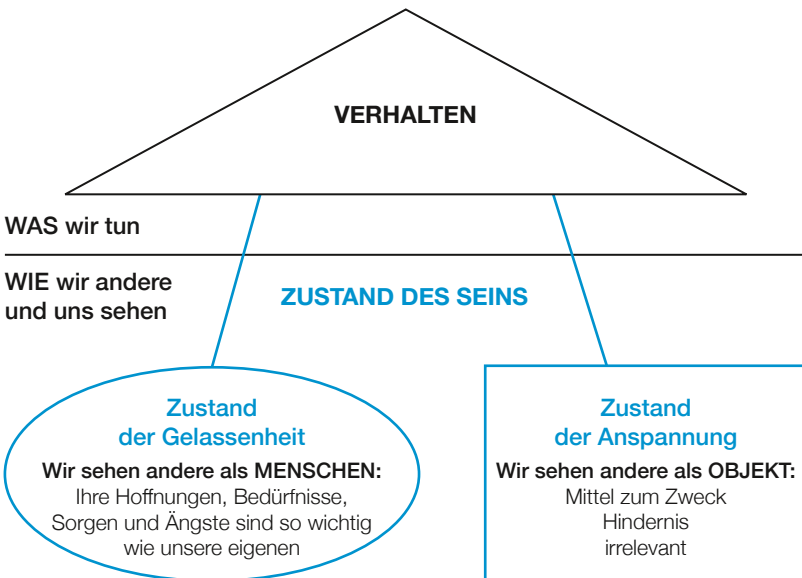 VERHALTEN
WAS wir tun
WIE wir andere
und uns sehen
ZUSTAND DES SEINS
Zustand
der Gelassenheit
Wir sehen andere als MENSCHEN:
Ihre Hoffnungen, Bedürfnisse,
Sorgen und Ängste sind so wichtig
wie unsere eigenen
Zustand
der Anspannung
Wir sehen andere als OBJEKT:
Mittel zum Zweck
Hindernis
irrelevant